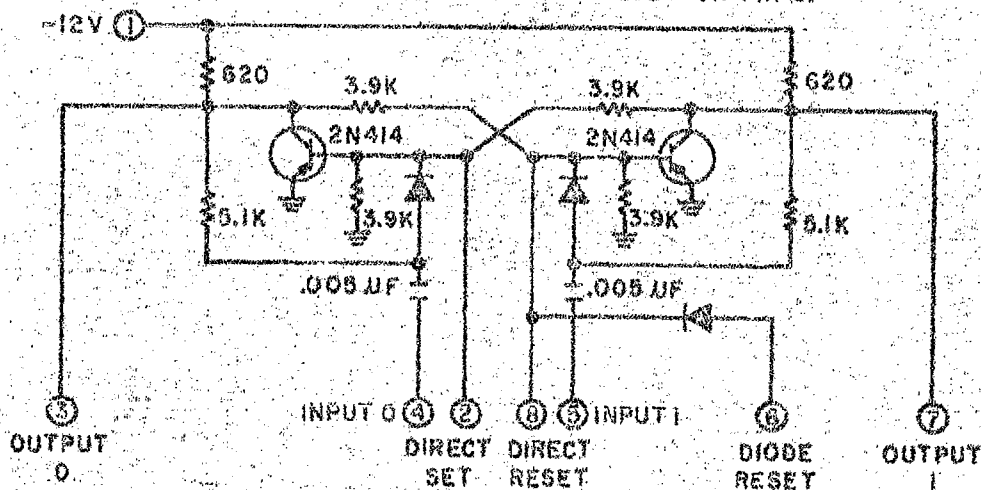 -12V ①
620
3.9K
3.9K
620
2N414
2N414
5.1K
3.9K
3.9K
5.1K
.005 UF
.005 UF
③ INPUT 0 ④ ② ⑧ ⑤ INPUT 1 ⑥ ⑦
OUTPUT DIRECT DIRECT DIODE OUTPUT
0 SET RESET RESET 1